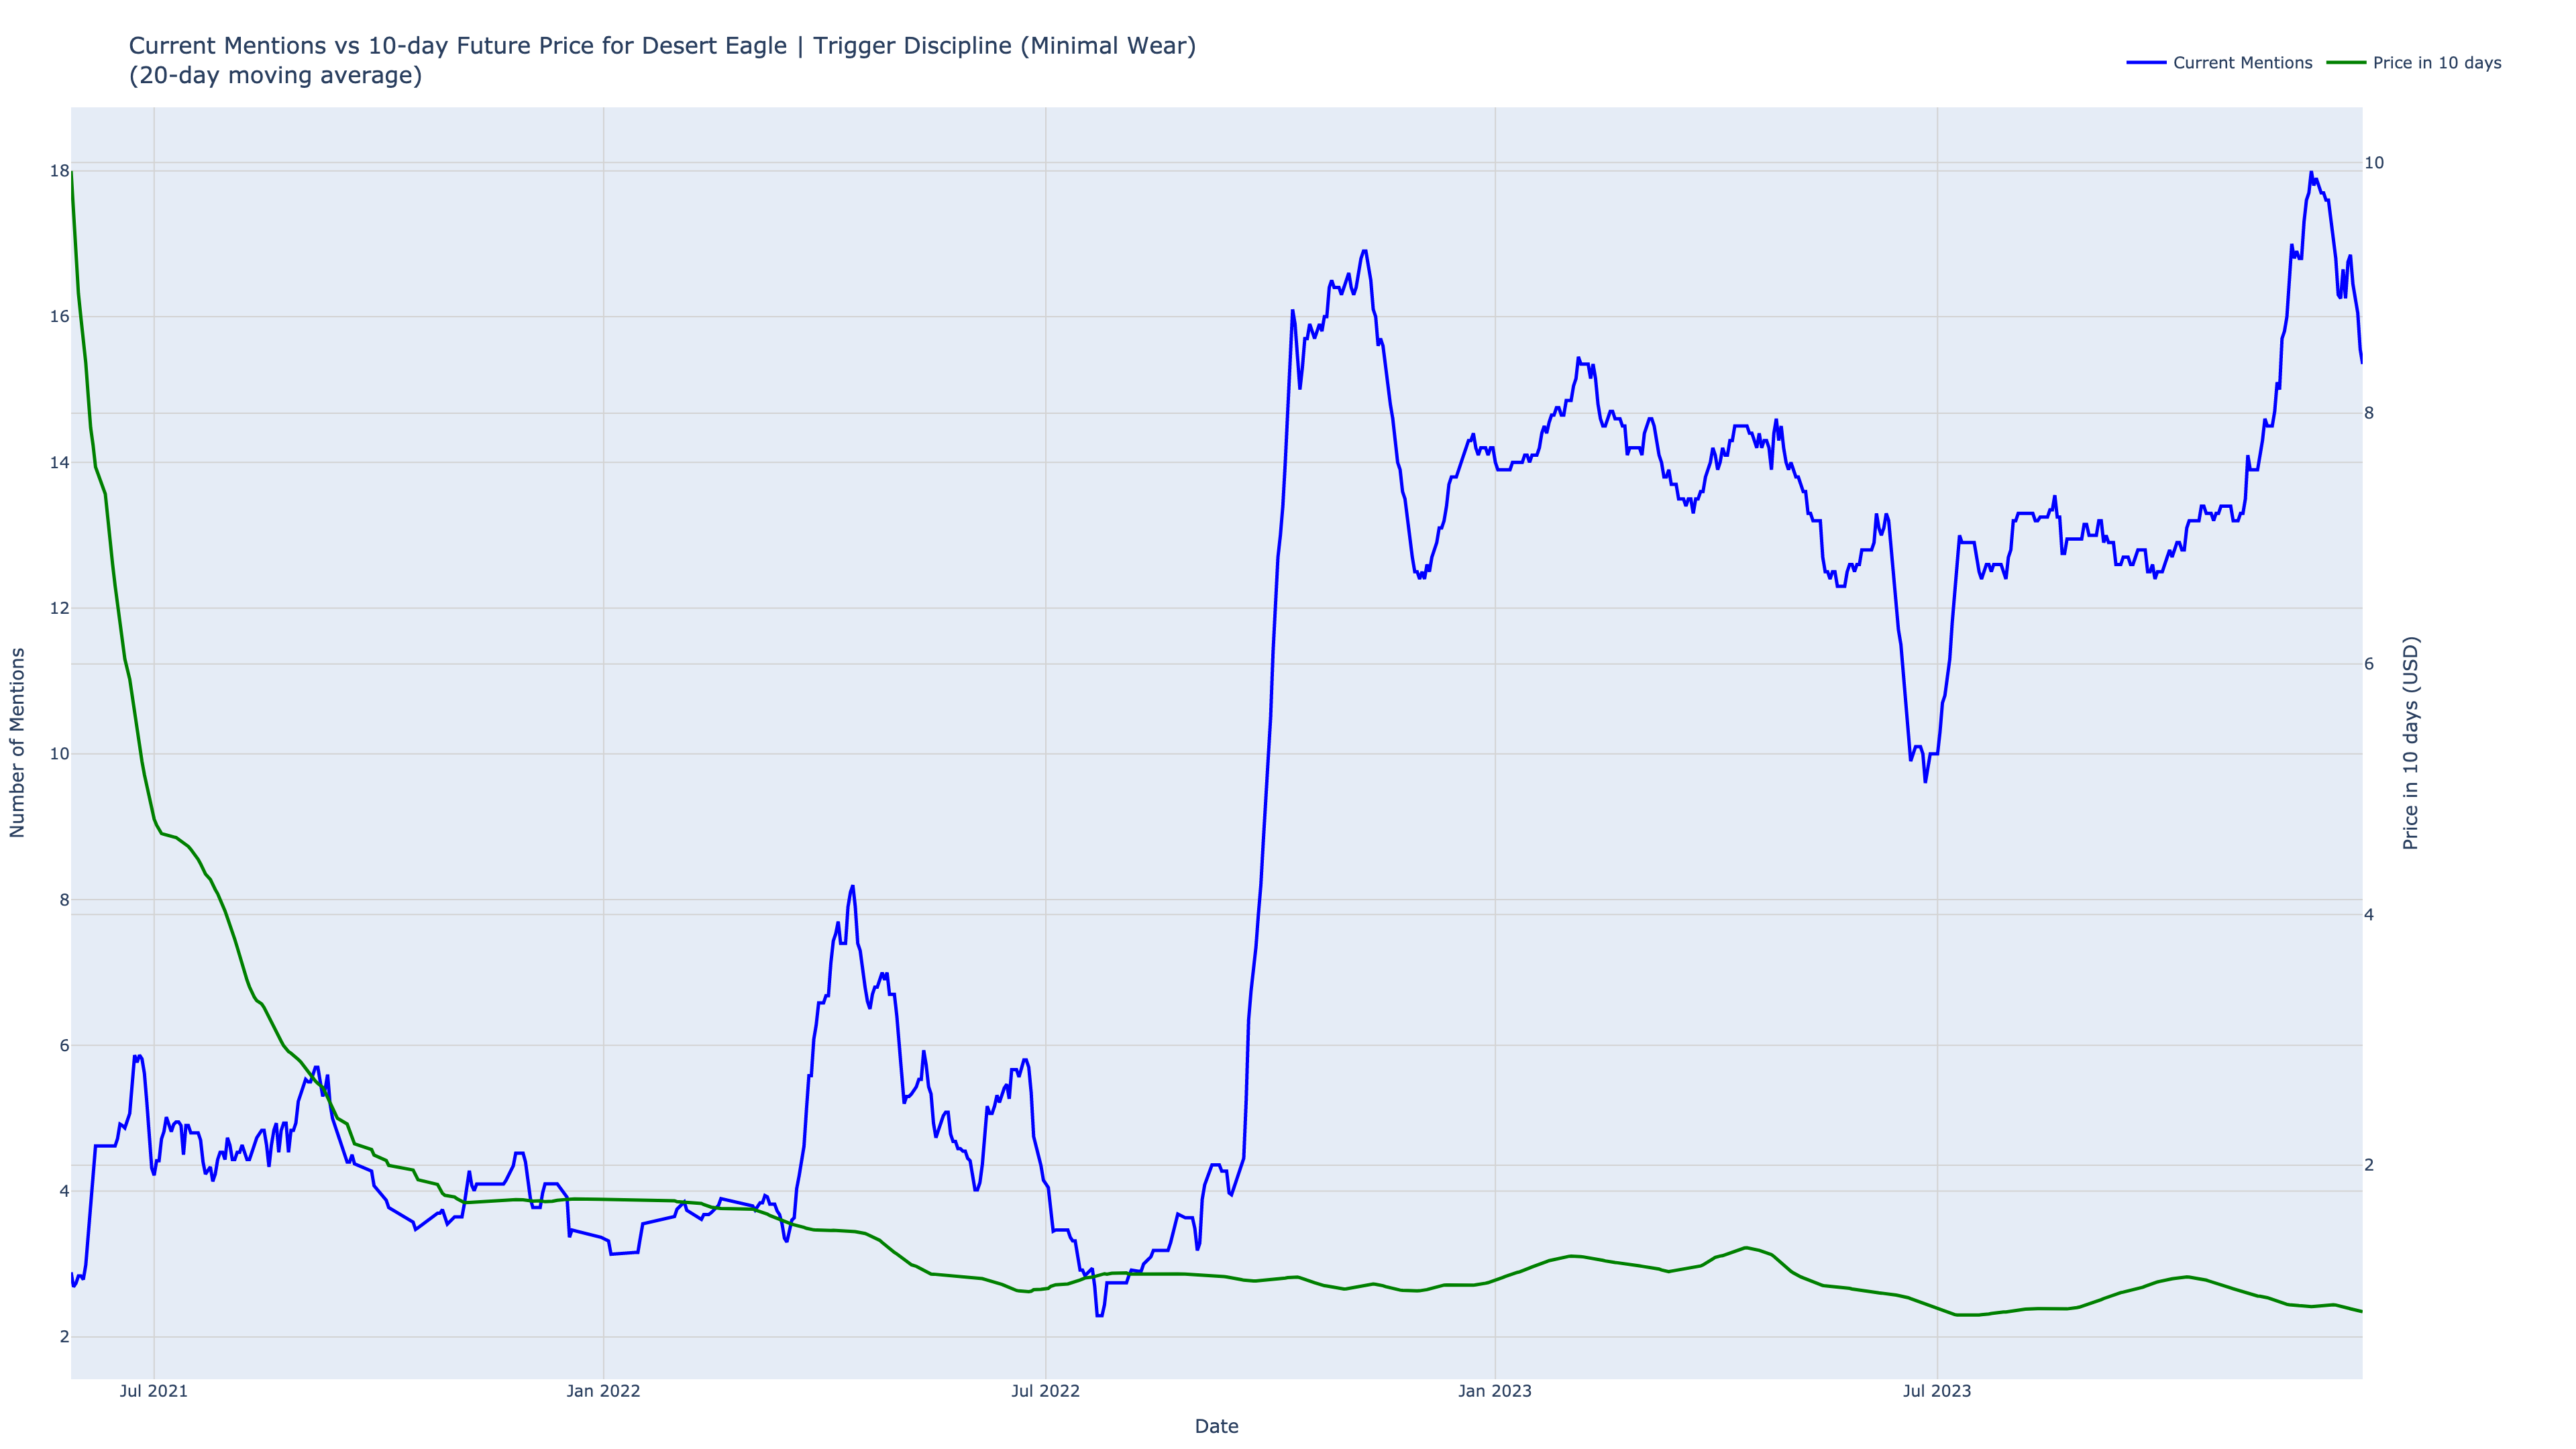 Current Mentions vs 10-day Future Price for Desert Eagle | Trigger Discipline (Minimal Wear)
(20-day moving average)
Current Mentions
Price in 10 days
18
16
14
12
10
8
6
4
2
Number of Mentions
10
8
6
4
2
Price in 10 days (USD)
Jul 2021
Jan 2022
Jul 2022
Jan 2023
Jul 2023
Date